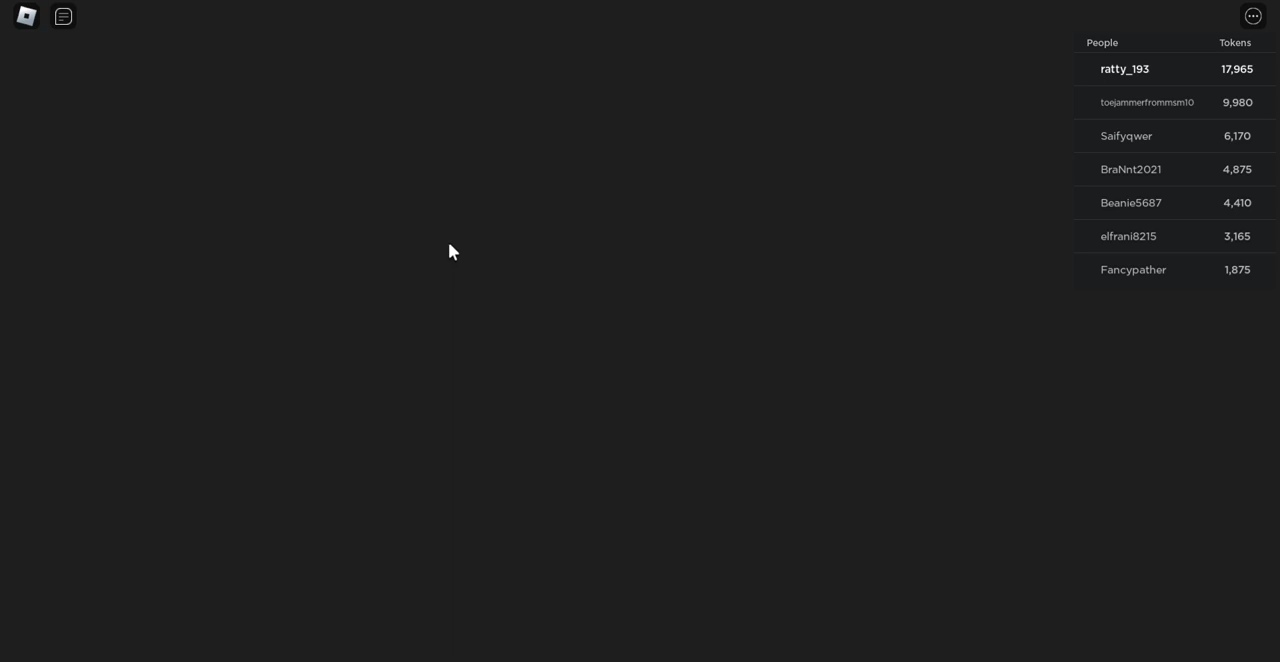 People Tokens
ratty_193 17,965
toejammerfrommsm10 9,980
Saifyqwer 6,170
BraNnt2021 4,875
Beanie5687 4,410
elfrani8215 3,165
Fancypather 1,875